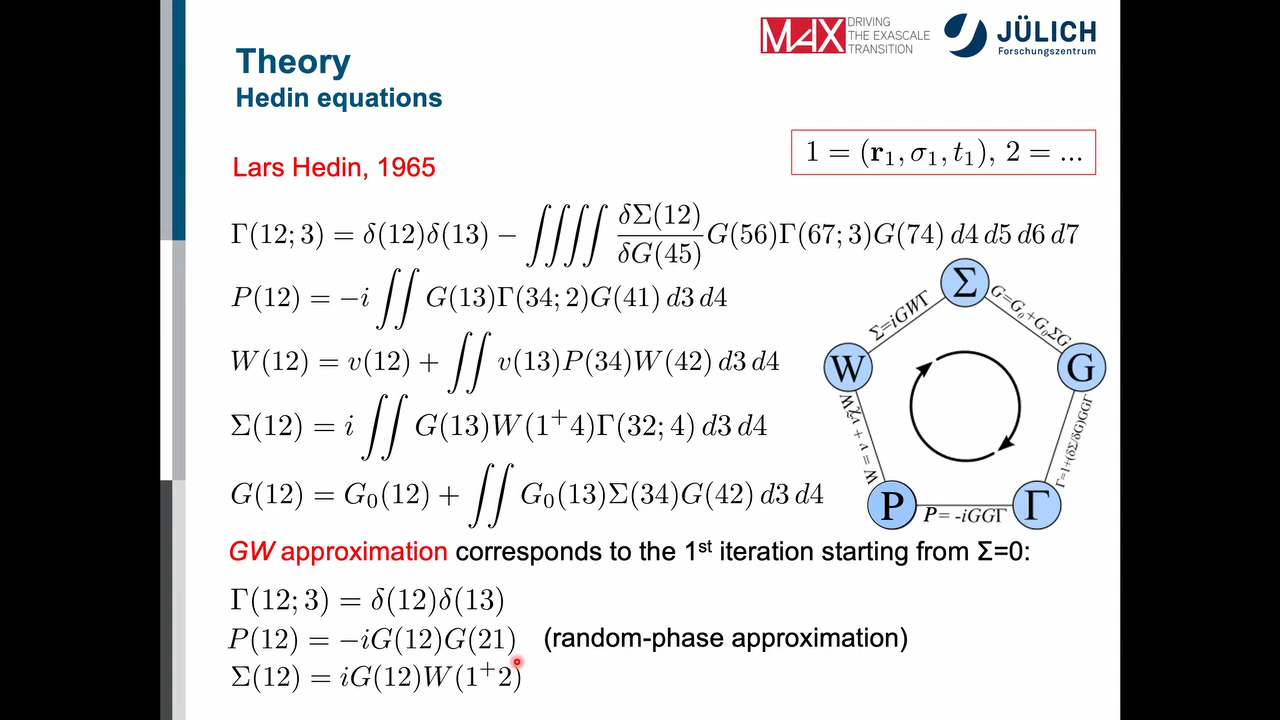 MAX DRIVING THE EXASCALE TRANSITION
JÜLICH
Forschungszentrum
Theory
Hedin equations
1 = (r₁, σ₁, t₁), 2 = ...
Lars Hedin, 1965
Γ(12; 3) = δ(12)δ(13) − ∫∫∫∫ δΣ(12)/δG(45) G(56)Γ(67; 3)G(74) d4 d5 d6 d7
P(12) = −i ∫∫ G(13)Γ(34; 2)G(41) d3 d4
W(12) = v(12) + ∫∫ v(13)P(34)W(42) d3 d4
Σ(12) = i ∫∫ G(13)W(1⁺4)Γ(32; 4) d3 d4
G(12) = G₀(12) + ∫∫ G₀(13)Σ(34)G(42) d3 d4
Σ
G=G₀+G₀ΣG
G
Γ=1+(δΣ/δG)GGΓ
Γ
P= -iGGΓ
P
W = v + vχW
W
Σ=iGWΓ
GW approximation corresponds to the 1st iteration starting from Σ=0:
Γ(12; 3) = δ(12)δ(13)
P(12) = −iG(12)G(21) (random-phase approximation)
Σ(12) = iG(12)W(1⁺2)